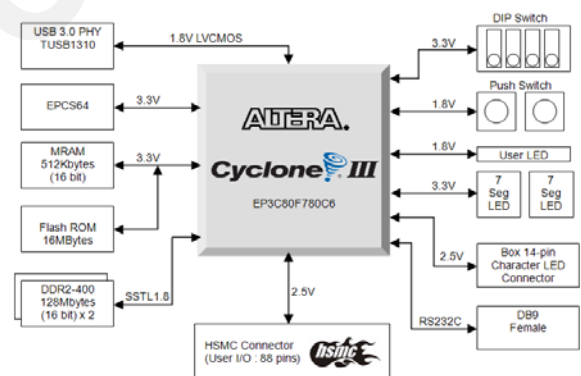 USB 3.0 PHY
TUSB1310
1.8V LVCMOS
EPCS64
3.3V
MRAM
512Kbytes
(16 bit)
3.3V
Flash ROM
16MBytes
DDR2-400
128Mbytes
(16 bit) x 2
SSTL1.8
ALTERA.
Cyclone III
EP3C80F780C6
2.5V
HSMC Connector
(User I/O : 88 pins)
hsmc
DIP Switch
3.3V
Push Switch
1.8V
1.8V
User LED
3.3V
7
Seg
LED
7
Seg
LED
2.5V
Box 14-pin
Character LED
Connector
RS232C
DB9
Female